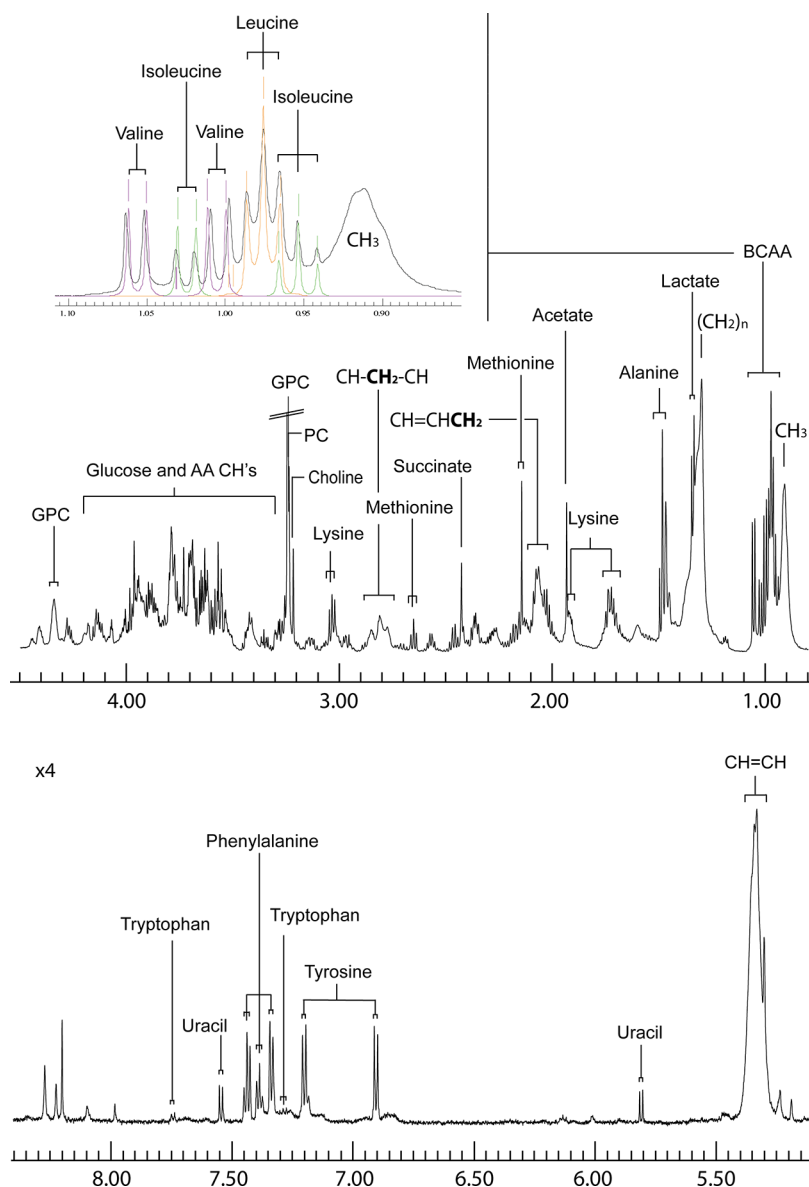 Leucine
Isoleucine
Isoleucine
Valine
Valine
CH3
1.10 1.05 1.00 0.95 0.90
BCAA
Lactate
(CH2)n
Acetate
Methionine
Alanine
GPC
CH-CH2-CH
CH=CHCH2
CH3
PC
Glucose and AA CH's
Choline
Succinate
GPC
Lysine
Methionine
Lysine
4.00 3.00 2.00 1.00
x4
CH=CH
Phenylalanine
Tryptophan
Tryptophan
Tyrosine
Uracil
Uracil
8.00 7.50 7.00 6.50 6.00 5.50